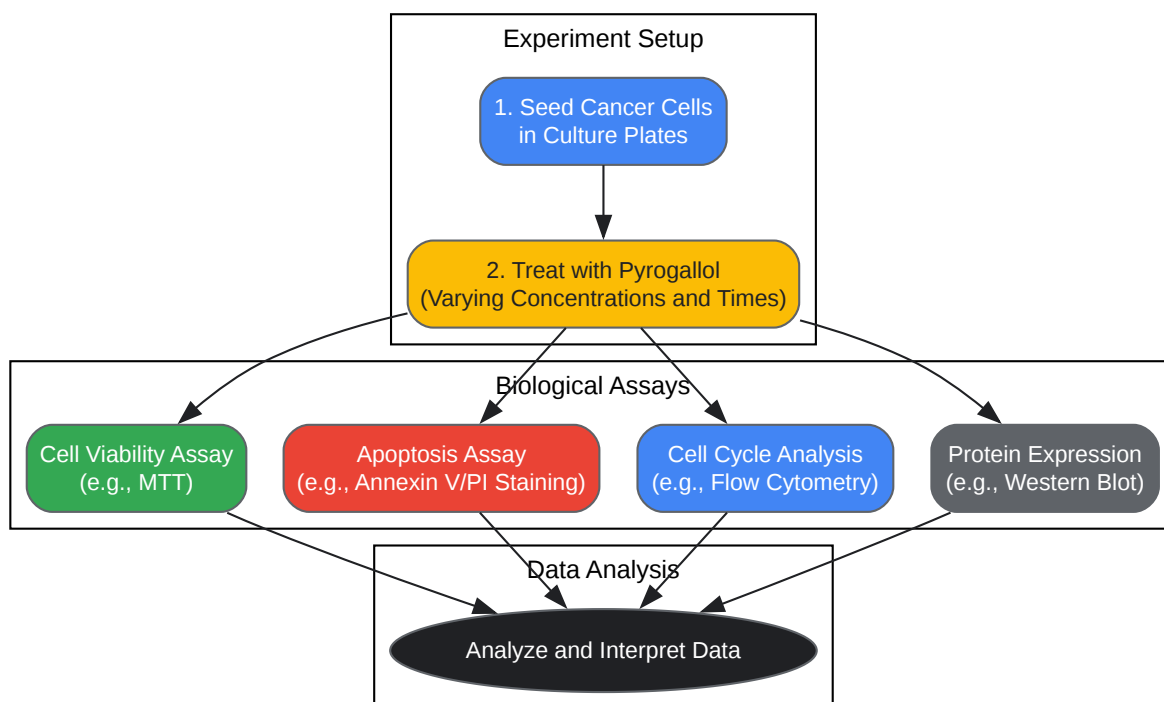 Experiment Setup
1. Seed Cancer Cells
in Culture Plates
2. Treat with Pyrogallol
(Varying Concentrations and Times)
Biological Assays
Cell Viability Assay
(e.g., MTT)
Apoptosis Assay
(e.g., Annexin V/PI Staining)
Cell Cycle Analysis
(e.g., Flow Cytometry)
Protein Expression
(e.g., Western Blot)
Data Analysis
Analyze and Interpret Data